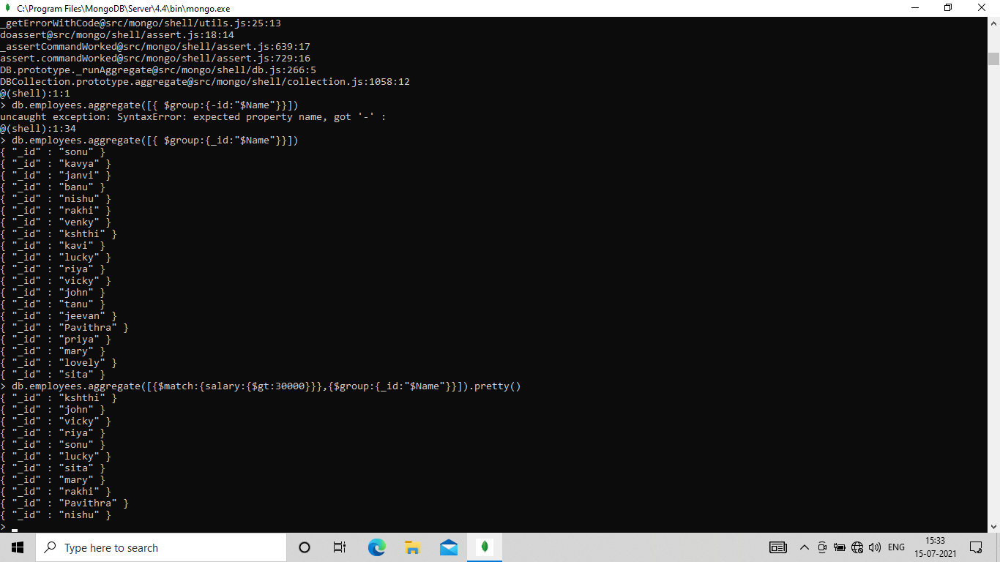 C:\Program Files\MongoDB\Server\4.4\bin\mongo.exe
_getErrorWithCode@src/mongo/shell/utils.js:25:13
doassert@src/mongo/shell/assert.js:18:14
_assertCommandWorked@src/mongo/shell/assert.js:639:17
assert.commandWorked@src/mongo/shell/assert.js:729:16
DB.prototype._runAggregate@src/mongo/shell/db.js:266:5
DBCollection.prototype.aggregate@src/mongo/shell/collection.js:1058:12
@(shell):1:1
> db.employees.aggregate([{ $group:{-id:"$Name"}}])
uncaught exception: SyntaxError: expected property name, got '-' :
@(shell):1:34
> db.employees.aggregate([{ $group:{_id:"$Name"}}])
{ "_id" : "sonu" }
{ "_id" : "kavya" }
{ "_id" : "janvi" }
{ "_id" : "banu" }
{ "_id" : "nishu" }
{ "_id" : "rakhi" }
{ "_id" : "venky" }
{ "_id" : "kshthi" }
{ "_id" : "kavi" }
{ "_id" : "lucky" }
{ "_id" : "riya" }
{ "_id" : "vicky" }
{ "_id" : "john" }
{ "_id" : "tanu" }
{ "_id" : "jeevan" }
{ "_id" : "Pavithra" }
{ "_id" : "priya" }
{ "_id" : "mary" }
{ "_id" : "lovely" }
{ "_id" : "sita" }
> db.employees.aggregate([{$match:{salary:{$gt:30000}}},{$group:{_id:"$Name"}}]).pretty()
{ "_id" : "kshthi" }
{ "_id" : "john" }
{ "_id" : "vicky" }
{ "_id" : "riya" }
{ "_id" : "sonu" }
{ "_id" : "lucky" }
{ "_id" : "sita" }
{ "_id" : "mary" }
{ "_id" : "rakhi" }
{ "_id" : "Pavithra" }
{ "_id" : "nishu" }
>
Type here to search
ENG
15:33
15-07-2021